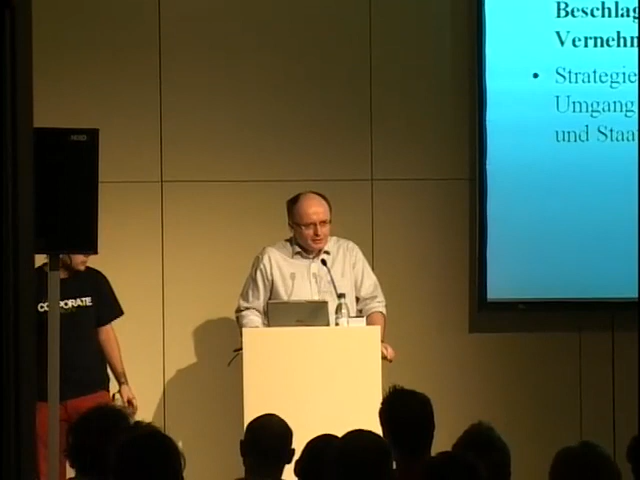 Beschlag
Vernehm
• Strategie
Umgang
und Staa
CORPORATE